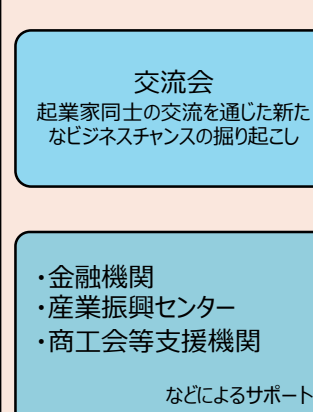 交流会
起業家同士の交流を通じた新た
なビジネスチャンスの掘り起こし
・金融機関
・産業振興センター
・商工会等支援機関
などによるサポート